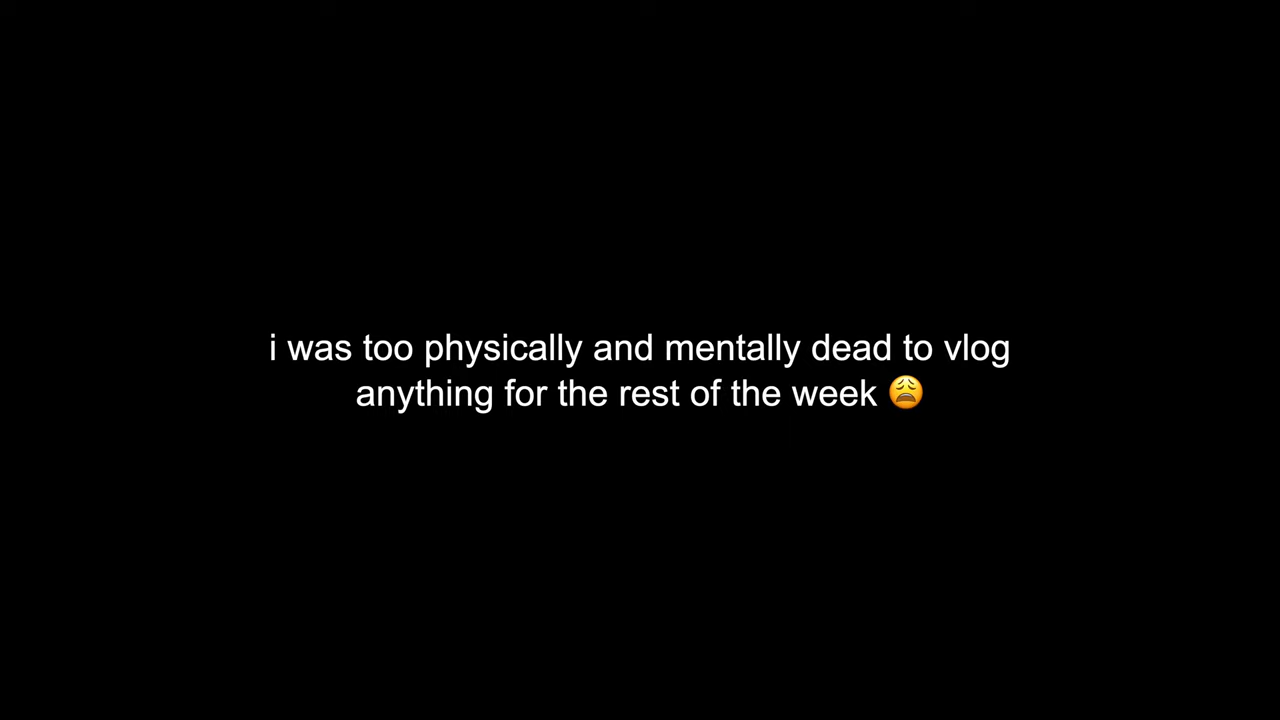 i was too physically and mentally dead to vlog
anything for the rest of the week 😩